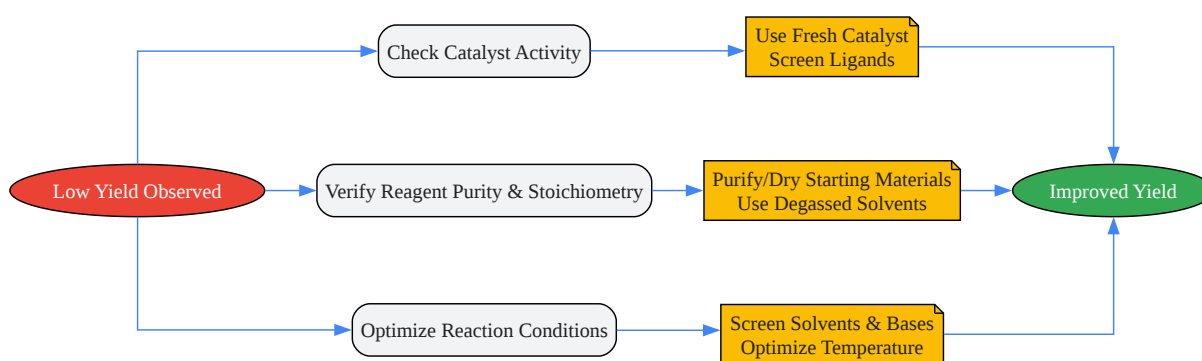 Low Yield Observed
Check Catalyst Activity
Use Fresh Catalyst
Screen Ligands
Verify Reagent Purity & Stoichiometry
Purify/Dry Starting Materials
Use Degassed Solvents
Optimize Reaction Conditions
Screen Solvents & Bases
Optimize Temperature
Improved Yield